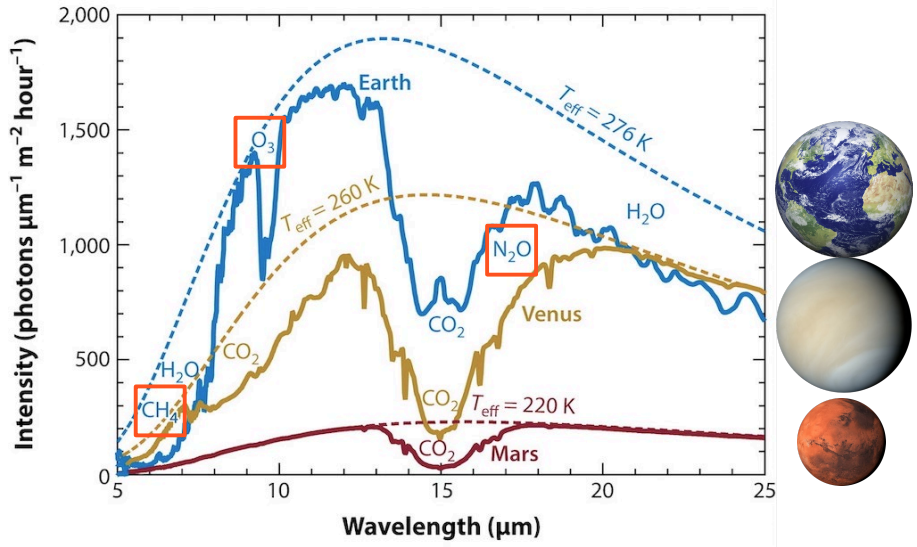 2,000
1,500
1,000
500
0
Intensity (photons μm⁻¹ m⁻² hour⁻¹)
Earth
T_eff = 276 K
O₃
T_eff = 260 K
H₂O
N₂O
CO₂
Venus
CO₂
H₂O
CH₄
CO₂
T_eff = 220 K
CO₂
Mars
5
10
15
20
25
Wavelength (μm)